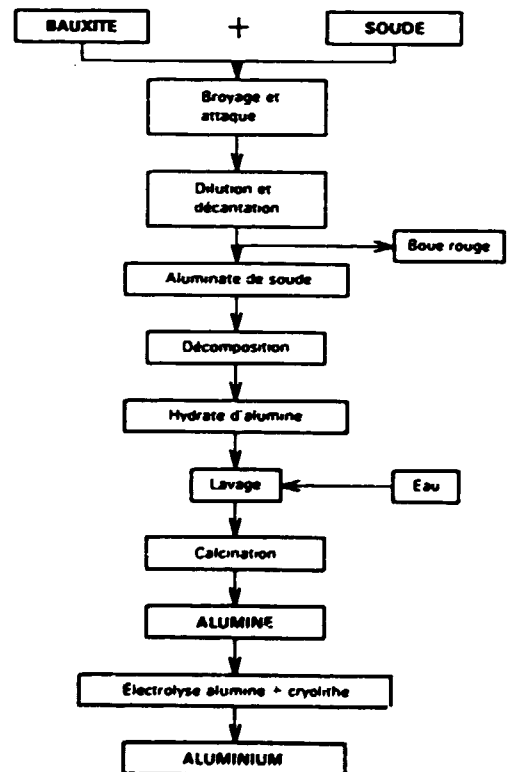 BAUXITE + SOUDE
Broyage et
attaque
Dilution et
décantation
Boue rouge
Aluminate de soude
Décomposition
Hydrate d'alumine
Lavage
Eau
Calcination
ALUMINE
Électrolyse alumine + cryolithe
ALUMINIUM